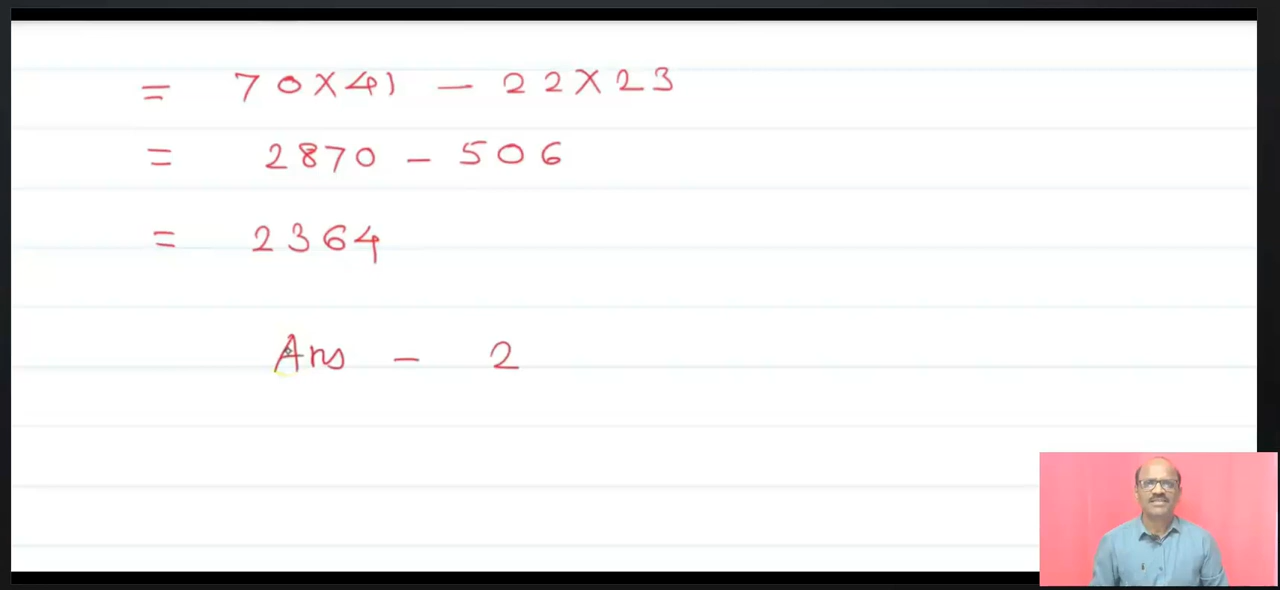 = 70×41 - 22×23
= 2870 - 506
= 2364
Ans - 2